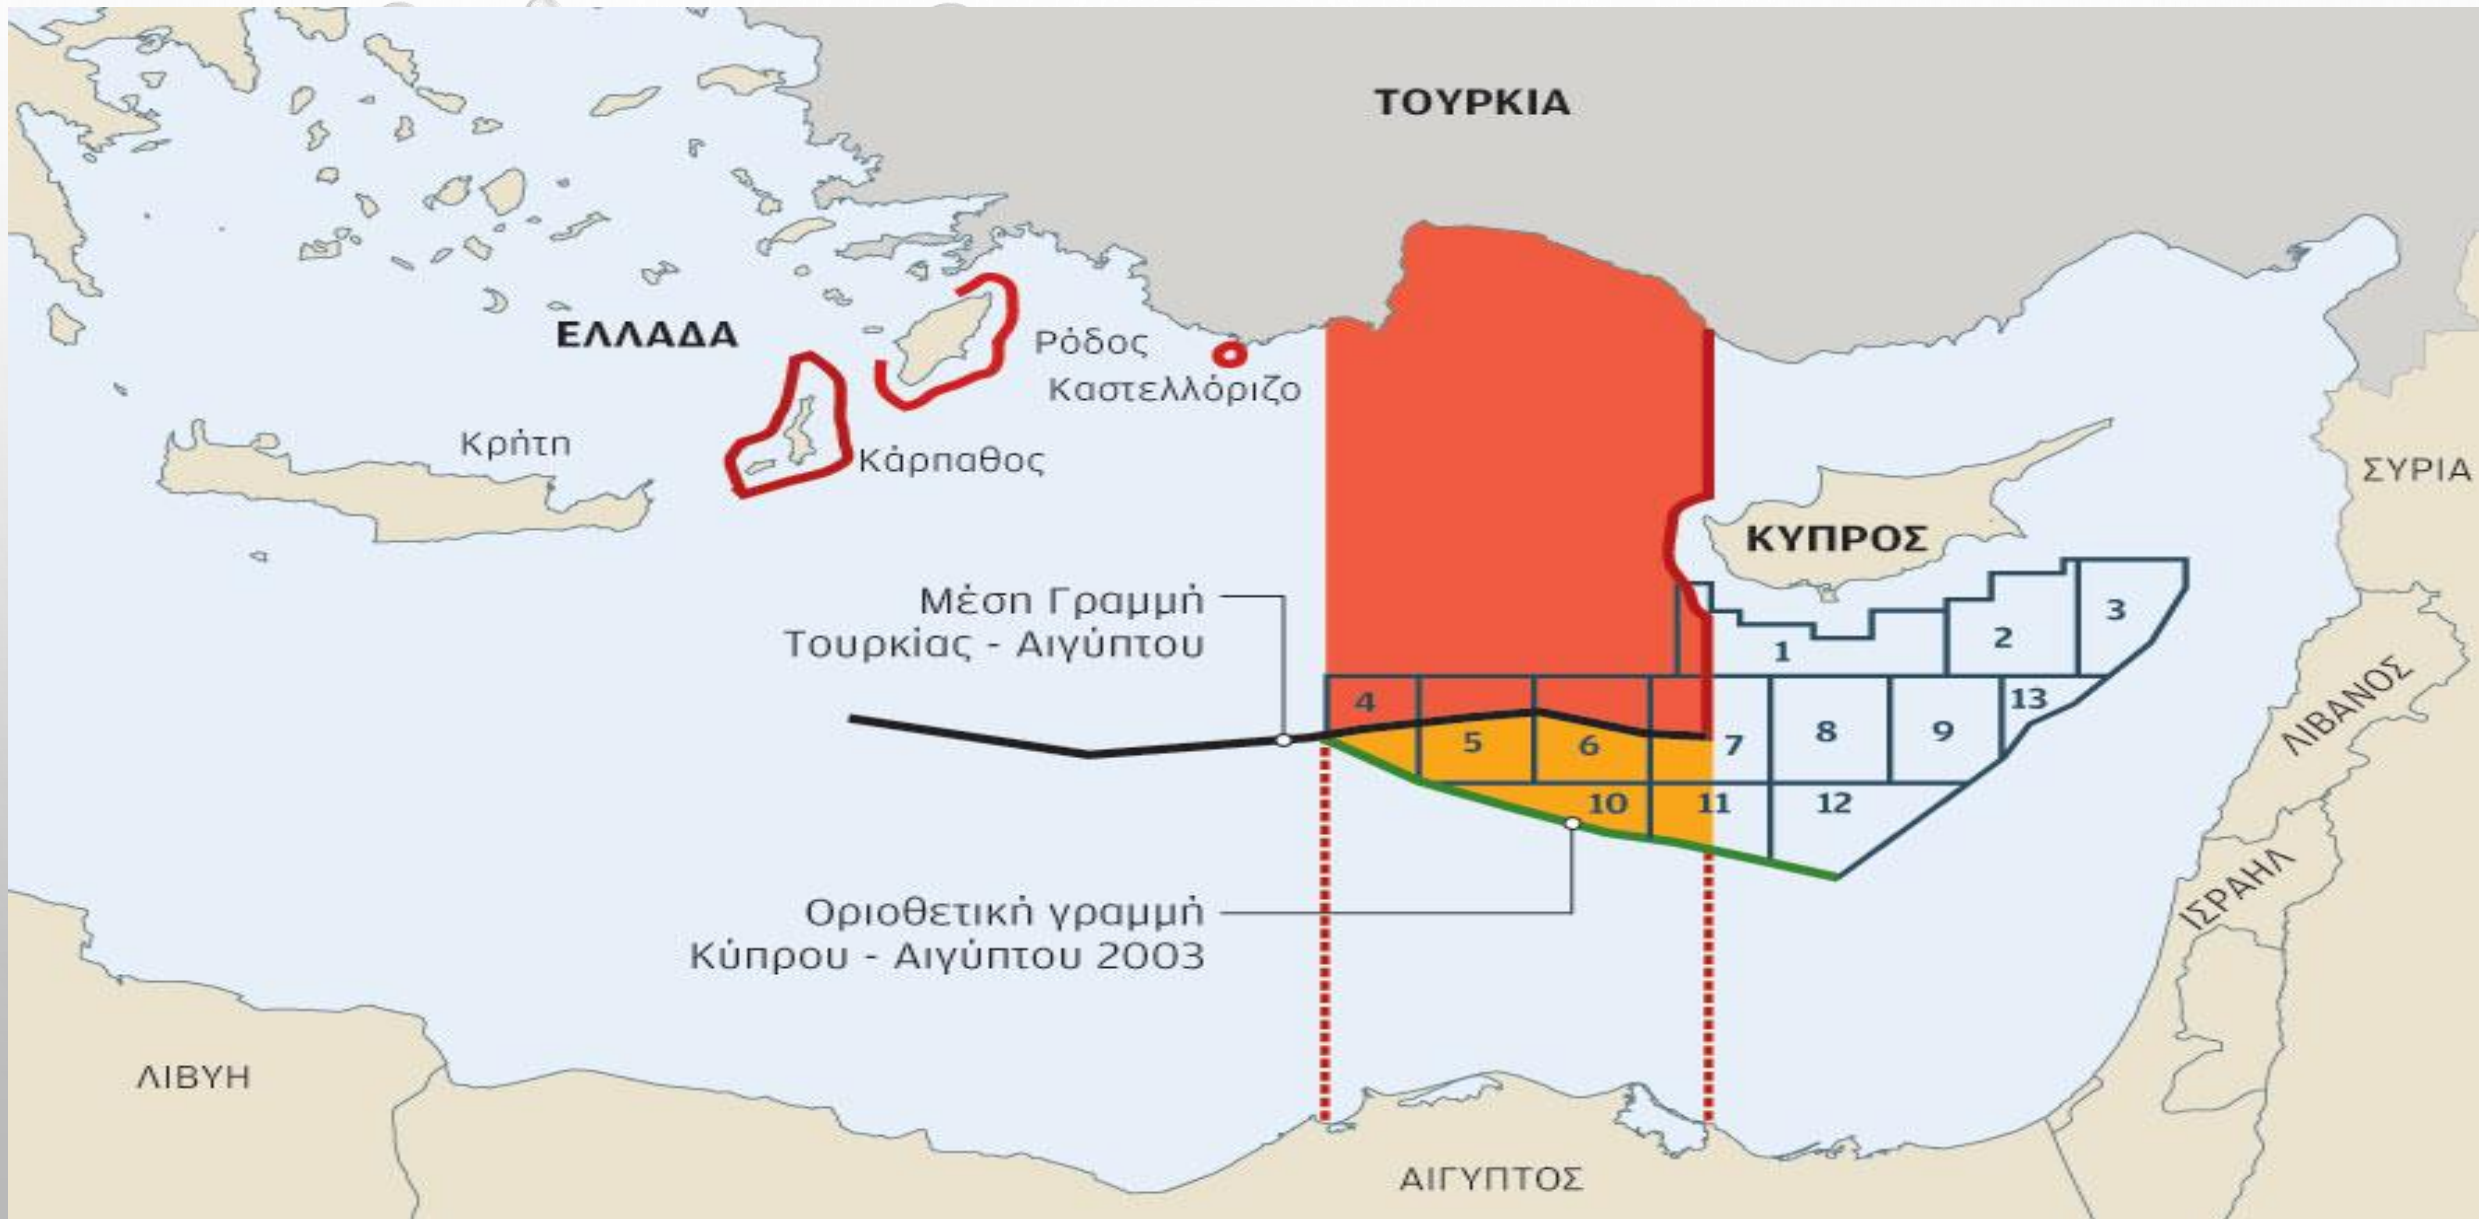 ΤΟΥΡΚΙΑ
ΕΛΛΑΔΑ
Ρόδος
Καστελλόριζο
Κρήτη
Κάρπαθος
ΣΥΡΙΑ
ΚΥΠΡΟΣ
Μέση Γραμμή
Τουρκίας - Αιγύπτου
3
2
1
4
13
5
6
7
8
9
ΛΙΒΑΝΟΣ
10
11
12
Οριοθετική γραμμή
Κύπρου - Αιγύπτου 2003
ΙΣΡΑΗΛ
ΛΙΒΥΗ
ΑΙΓΥΠΤΟΣ